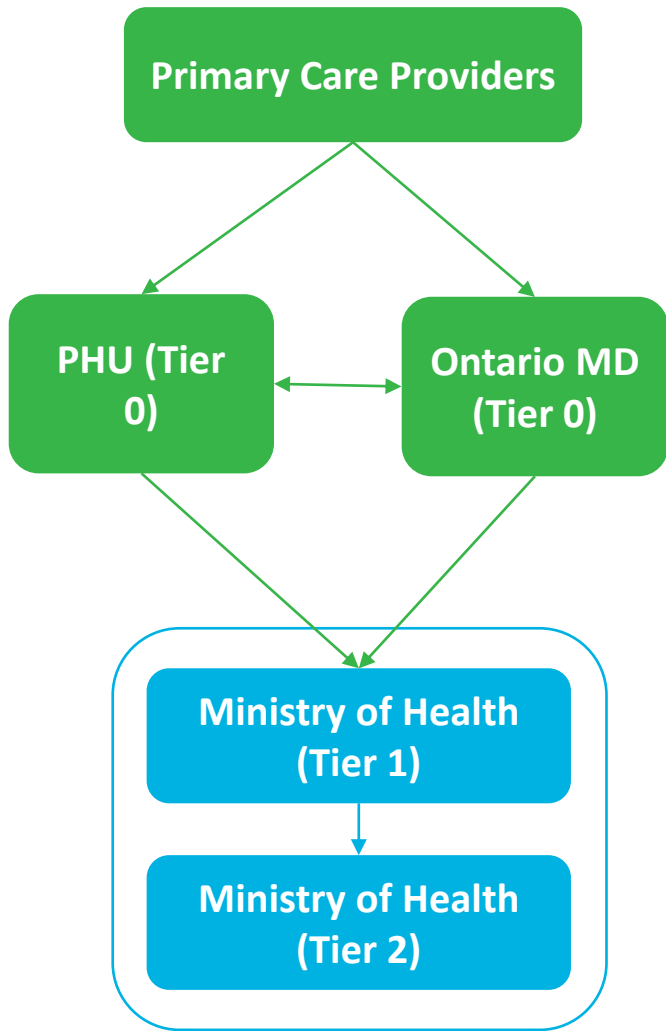 Primary Care Providers
PHU (Tier
0)
Ontario MD
(Tier 0)
Ministry of Health
(Tier 1)
Ministry of Health
(Tier 2)